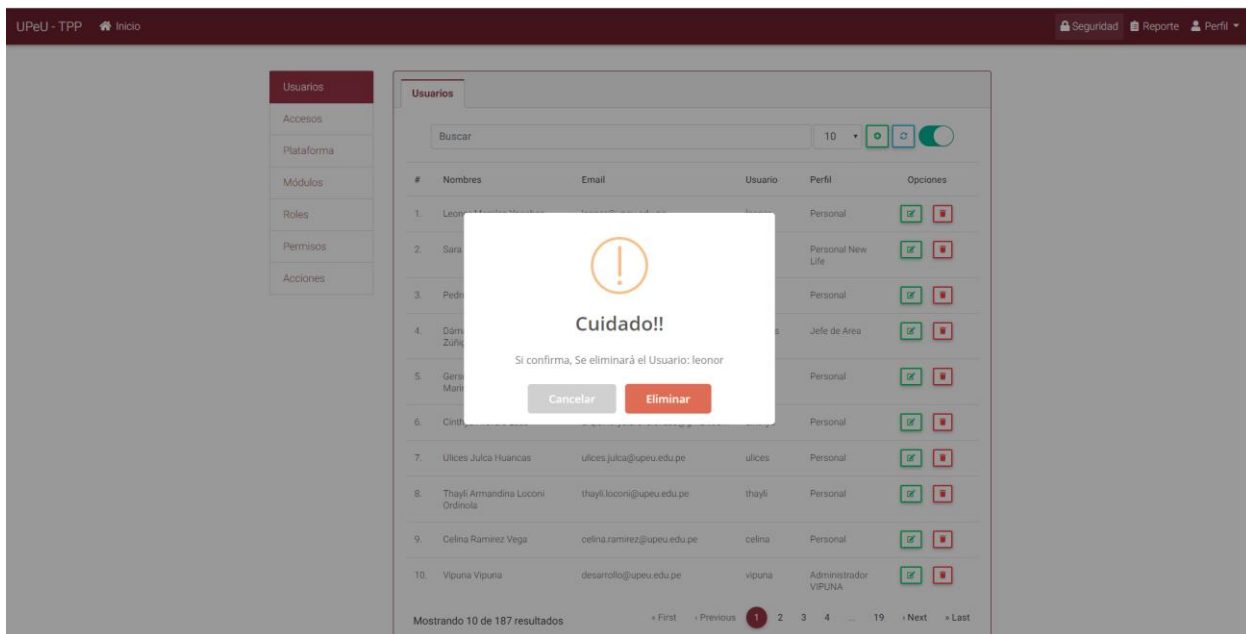 UPeU - TPP Inicio Seguridad Reporte Perfil
Usuarios
Accesos
Plataforma
Módulos
Roles
Permisos
Acciones
Usuarios
Buscar 10
# Nombres Email Usuario Perfil Opciones
1. Personal
2. Sara Personal New
Life
3. Personal
4. Jefe de Area
5. Personal
6. Personal
7. Ulices Julca Huancas ulices.julca@upeu.edu.pe ulices Personal
8. Thayli Armandina Loconi thayli.loconi@upeu.edu.pe thayli Personal
Ordinola
9. Celina Ramirez Vega celina.ramirez@upeu.edu.pe celina Personal
10. Vipuna Vipuna desarrollo@upeu.edu.pe vipuna Administrador
VIPUNA
Mostrando 10 de 187 resultados « First ‹ Previous 1 2 3 4 ... 19 › Next » Last
Cuidado!!
Si confirma, Se eliminará el Usuario: leonor
Cancelar Eliminar